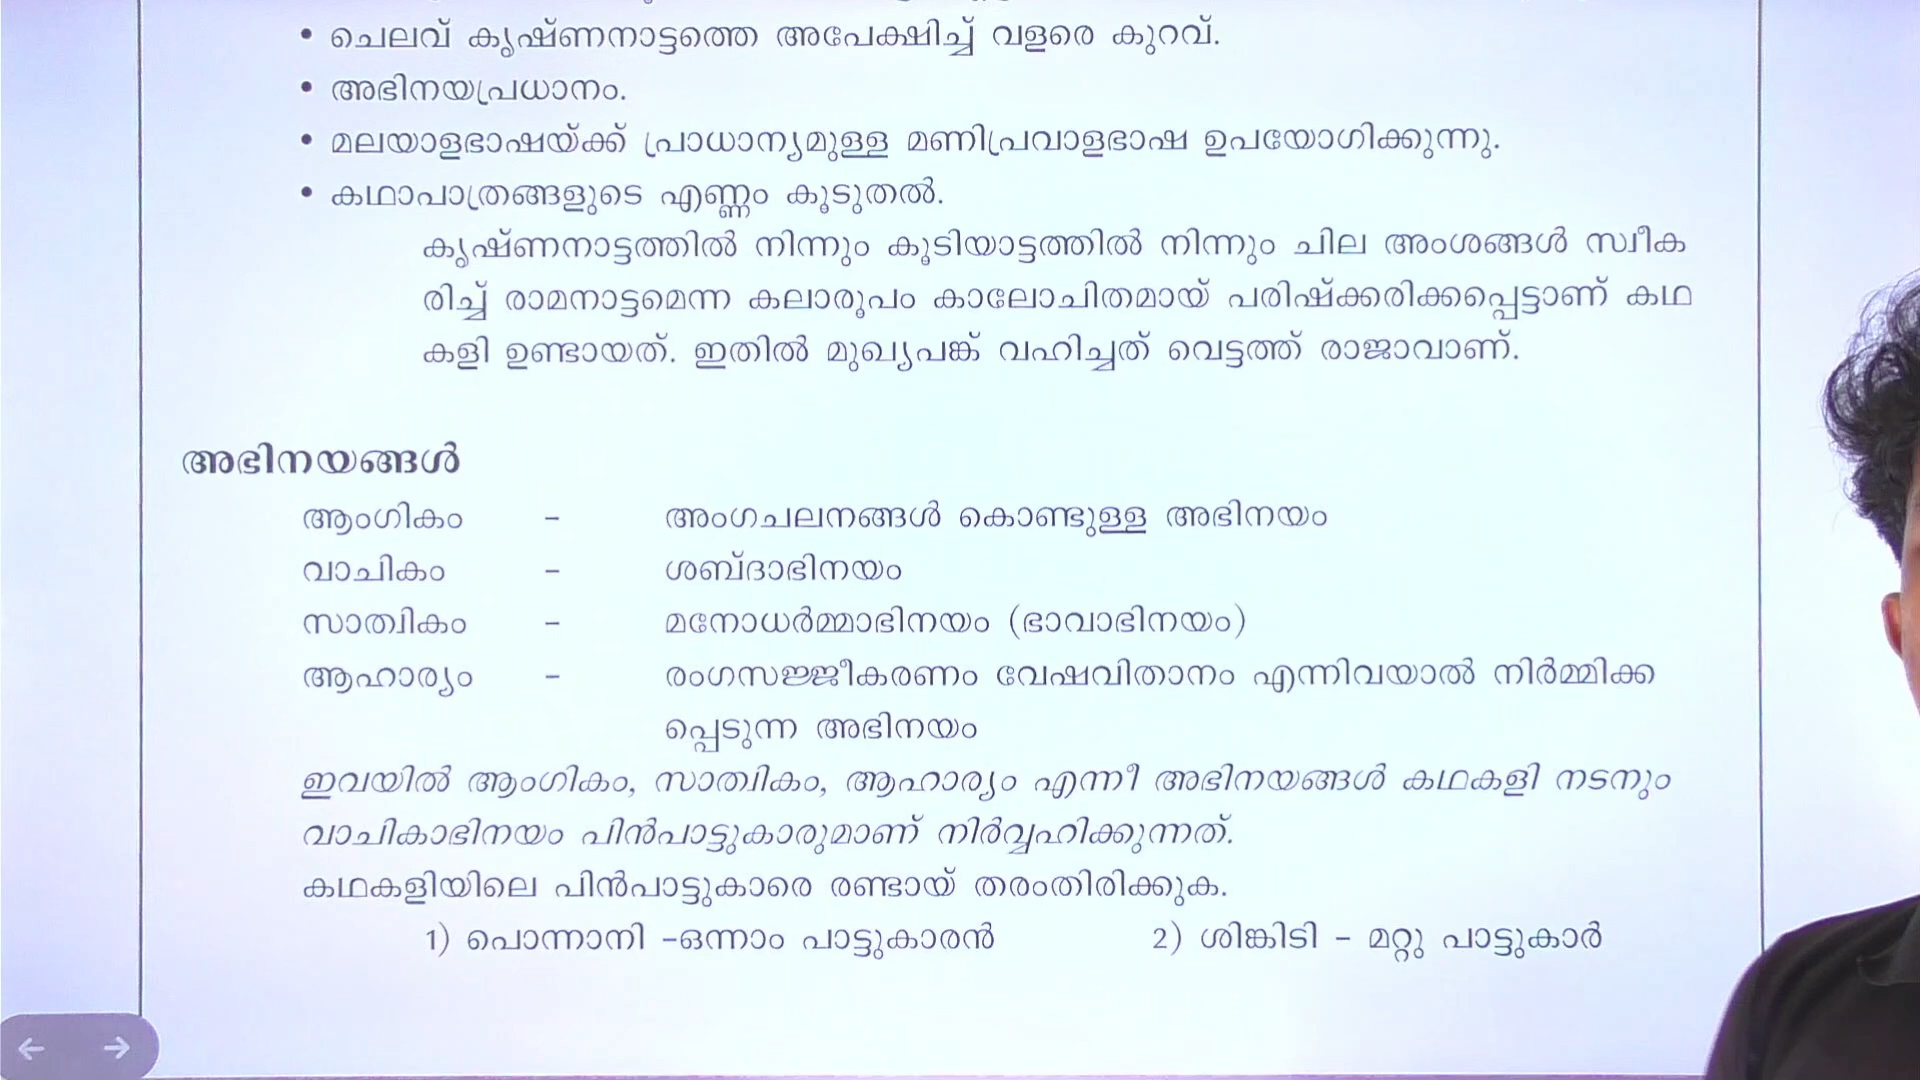 • ചെലവ് കൃഷ്ണനാട്ടത്തെ അപേക്ഷിച്ച് വളരെ കുറവ്.
• അഭിനയപ്രധാനം.
• മലയാളഭാഷയ്ക്ക് പ്രാധാന്യമുള്ള മണിപ്രവാളഭാഷ ഉപയോഗിക്കുന്നു.
• കഥാപാത്രങ്ങളുടെ എണ്ണം കൂടുതൽ.
കൃഷ്ണനാട്ടത്തിൽ നിന്നും കൂടിയാട്ടത്തിൽ നിന്നും ചില അംശങ്ങൾ സ്വീക
രിച്ച് രാമനാട്ടമെന്ന കലാരൂപം കാലോചിതമായ് പരിഷ്ക്കരിക്കപ്പെട്ടാണ് കഥ
കളി ഉണ്ടായത്. ഇതിൽ മുഖ്യപങ്ക് വഹിച്ചത് വെട്ടത്ത് രാജാവാണ്.
അഭിനയങ്ങൾ
ആംഗികം – അംഗചലനങ്ങൾ കൊണ്ടുള്ള അഭിനയം
വാചികം – ശബ്ദാഭിനയം
സാത്വികം – മനോധർമ്മാഭിനയം (ഭാവാഭിനയം)
ആഹാര്യം – രംഗസജ്ജീകരണം വേഷവിതാനം എന്നിവയാൽ നിർമ്മിക്ക
പ്പെടുന്ന അഭിനയം
ഇവയിൽ ആംഗികം, സാത്വികം, ആഹാര്യം എന്നീ അഭിനയങ്ങൾ കഥകളി നടനും
വാചികാഭിനയം പിൻപാട്ടുകാരുമാണ് നിർവ്വഹിക്കുന്നത്.
കഥകളിയിലെ പിൻപാട്ടുകാരെ രണ്ടായ് തരംതിരിക്കുക.
1) പൊന്നാനി –ഒന്നാം പാട്ടുകാരൻ 2) ശിങ്കിടി – മറ്റു പാട്ടുകാർ